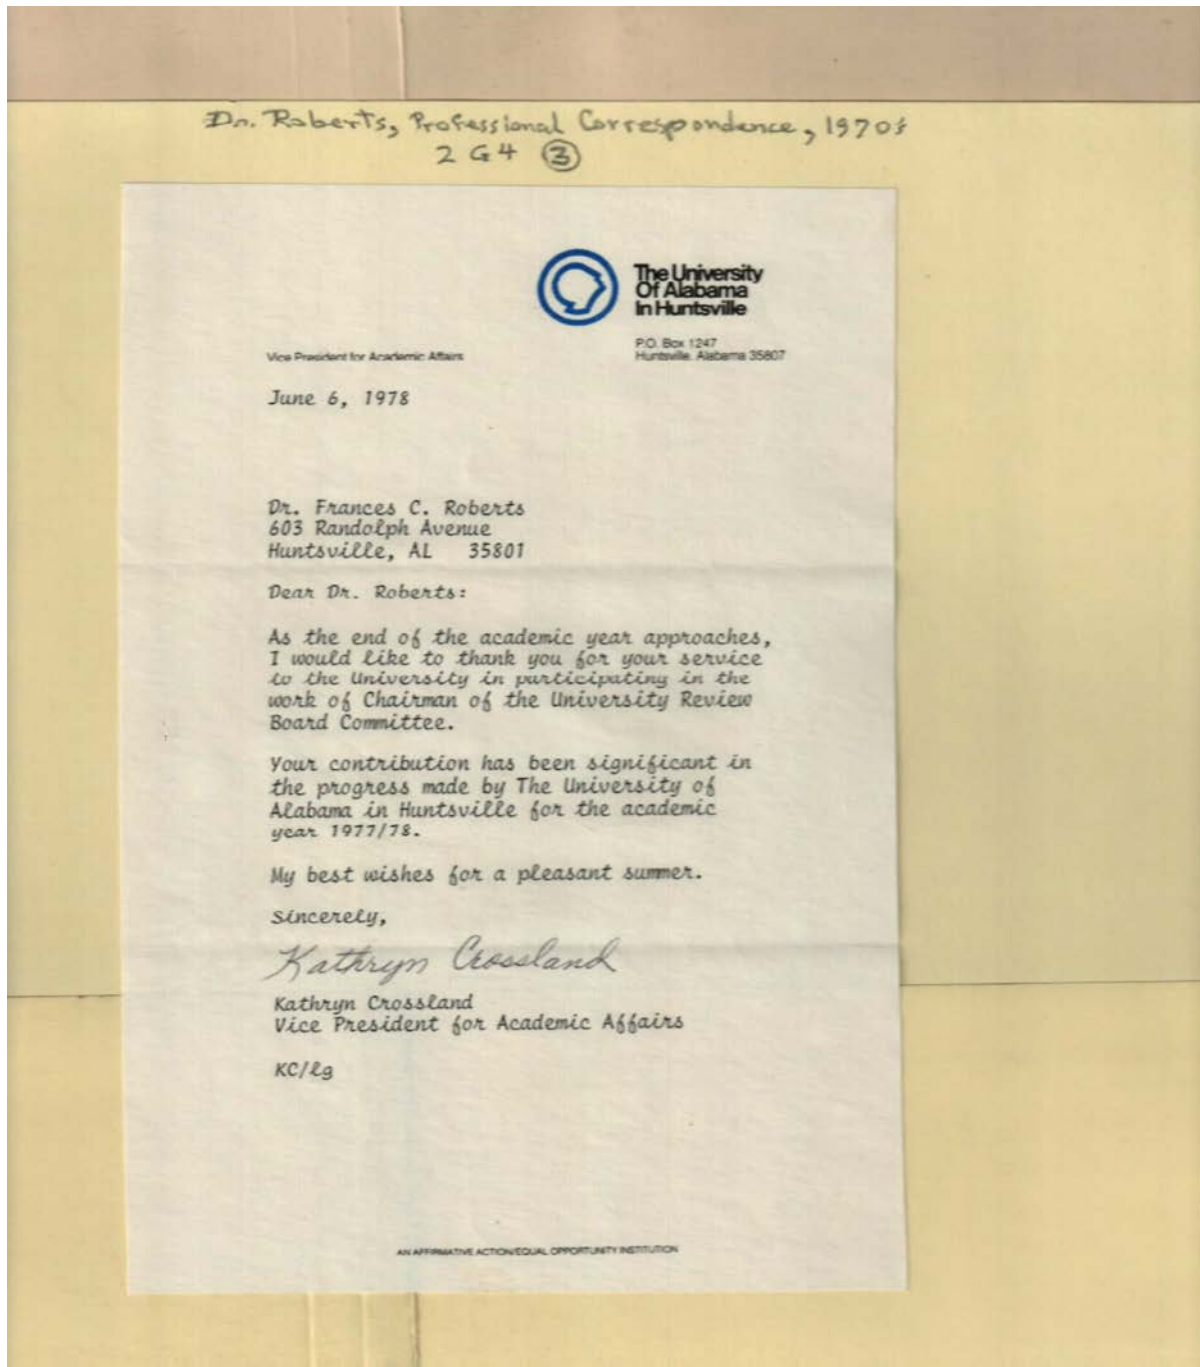 Dr. Roberts, Professional Correspondence, 1970s
2 G4 ③
The University
Of Alabama
In Huntsville
P.O. Box 1247
Huntsville, Alabama 35807
Vice President for Academic Affairs
June 6, 1978
Dr. Frances C. Roberts
603 Randolph Avenue
Huntsville, AL 35801
Dear Dr. Roberts:
As the end of the academic year approaches,
I would like to thank you for your service
to the University in participating in the
work of Chairman of the University Review
Board Committee.
Your contribution has been significant in
the progress made by The University of
Alabama in Huntsville for the academic
year 1977/78.
My best wishes for a pleasant summer.
Sincerely,
Kathryn Crossland
Kathryn Crossland
Vice President for Academic Affairs
KC/lg
AN AFFIRMATIVE ACTION/EQUAL OPPORTUNITY INSTITUTION